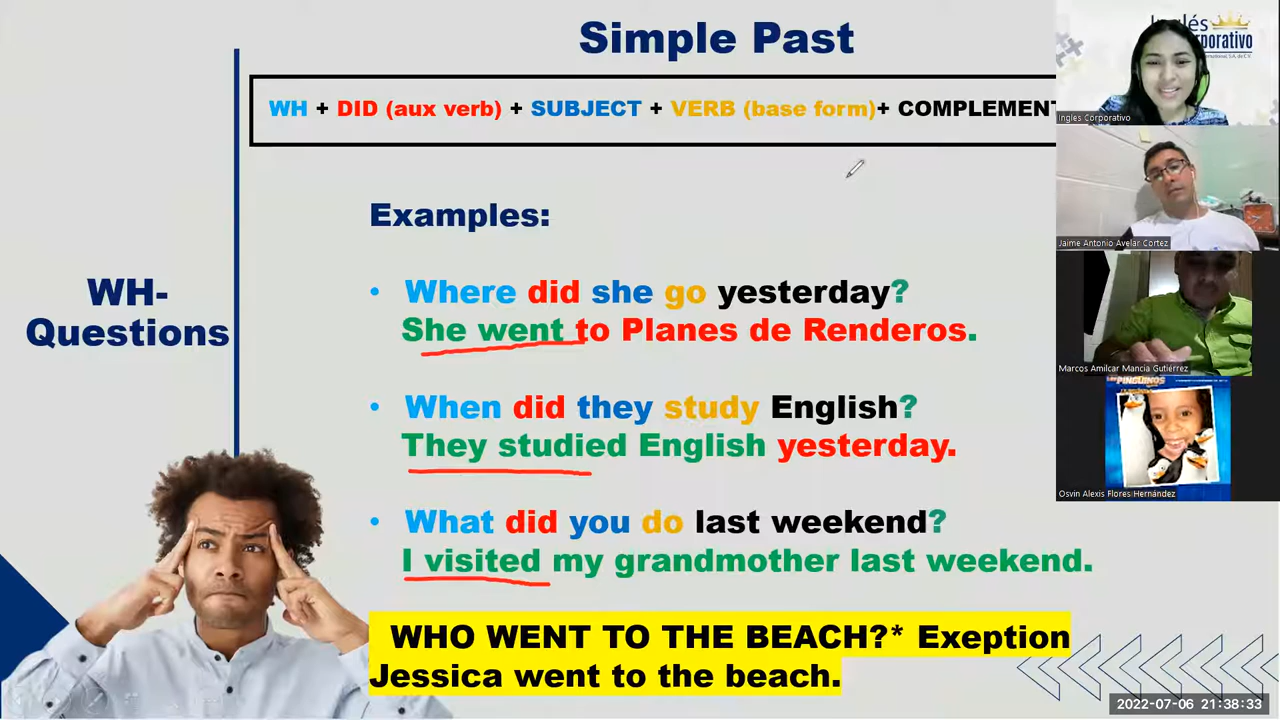 Simple Past
WH + DID (aux verb) + SUBJECT + VERB (base form)+ COMPLEMENT
Examples:
WH-
Questions
• Where did she go yesterday?
She went to Planes de Renderos.
• When did they study English?
They studied English yesterday.
• What did you do last weekend?
I visited my grandmother last weekend.
WHO WENT TO THE BEACH?* Exeption
Jessica went to the beach.
Ingles Corporativo
Jaime Antonio Avelar Cortez
Marcos Amilcar Mancia Gutiérrez
PINGUINOS
Osvin Alexis Flores Hernández
2022-07-06 21:38:33